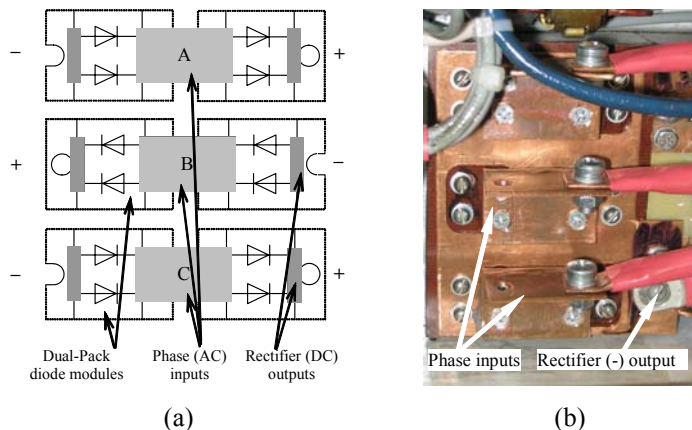 − A +
+ B −
− C +
Dual-Pack
diode modules
Phase (AC)
inputs
Rectifier (DC)
outputs
(a)
Phase inputs
Rectifier (-) output
(b)